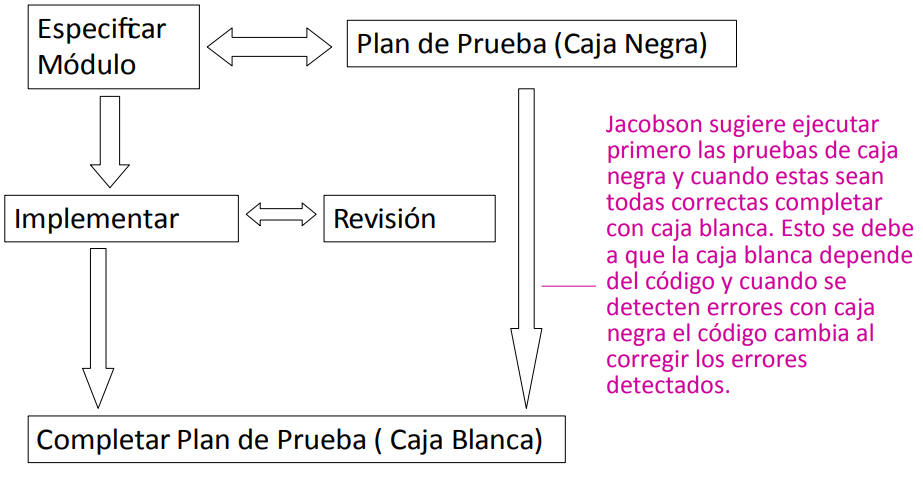 Especificar
Módulo
Plan de Prueba (Caja Negra)
Jacobson sugiere ejecutar
primero las pruebas de caja
negra y cuando estas sean
todas correctas completar
con caja blanca. Esto se debe
a que la caja blanca depende
del código y cuando se
detecten errores con caja
negra el código cambia al
corregir los errores
detectados.
Implementar
Revisión
Completar Plan de Prueba ( Caja Blanca)